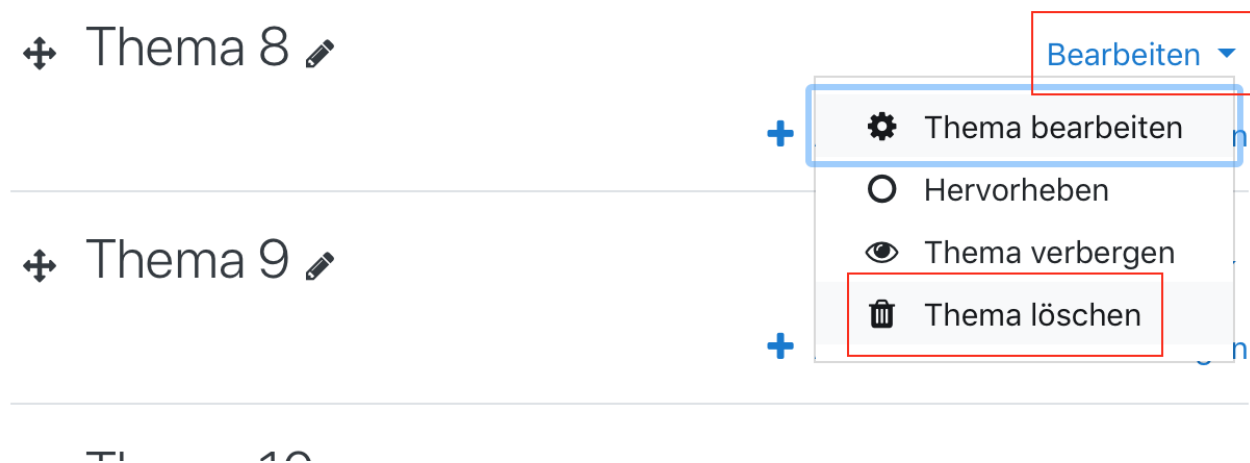 Thema 8
Bearbeiten
Thema bearbeiten
Hervorheben
Thema verbergen
Thema 9
Thema löschen